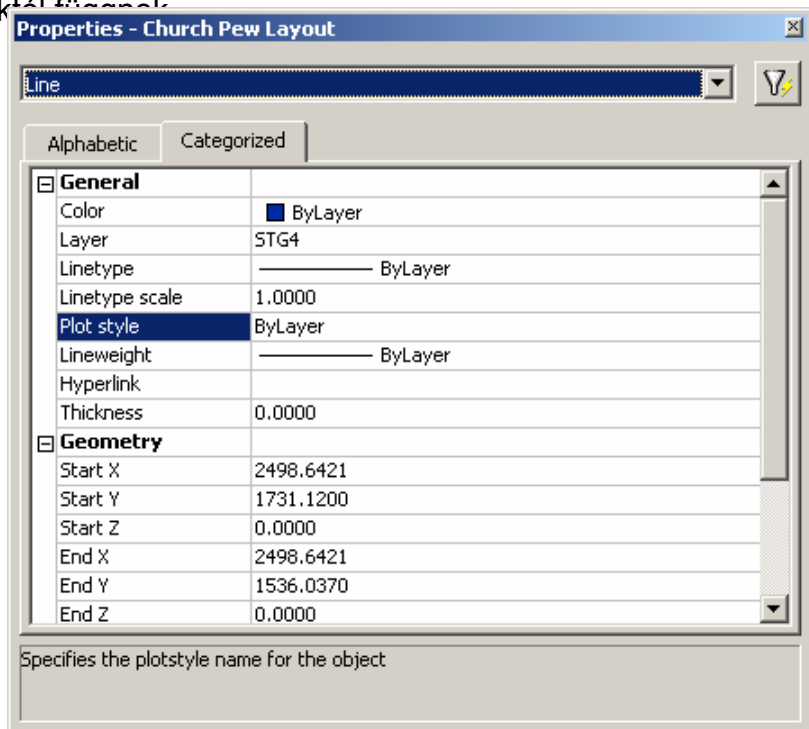 Properties - Church Pew Layout
Line
Alphabetic Categorized
General
Color ByLayer
Layer STG4
Linetype ByLayer
Linetype scale 1.0000
Plot style ByLayer
Lineweight ByLayer
Hyperlink
Thickness 0.0000
Geometry
Start X 2498.6421
Start Y 1731.1200
Start Z 0.0000
End X 2498.6421
End Y 1536.0370
End Z 0.0000
Specifies the plotstyle name for the object